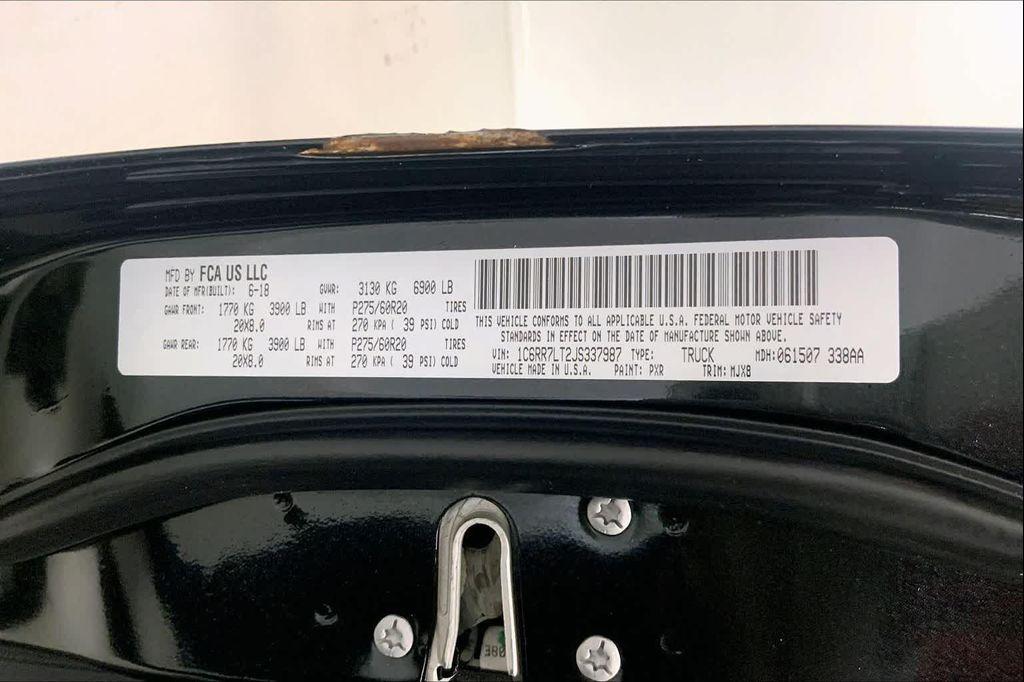 MFD BY FCA US LLC
DATE OF MFR(BUILT): 6-18 GVWR: 3130 KG 6900 LB
GAWR FRONT: 1770 KG 3900 LB WITH P275/60R20 TIRES
20X8.0 RIMS AT 270 KPA ( 39 PSI) COLD
GAWR REAR: 1770 KG 3900 LB WITH P275/60R20 TIRES
20X8.0 RIMS AT 270 KPA ( 39 PSI) COLD
THIS VEHICLE CONFORMS TO ALL APPLICABLE U.S.A. FEDERAL MOTOR VEHICLE SAFETY
STANDARDS IN EFFECT ON THE DATE OF MANUFACTURE SHOWN ABOVE.
VIN: 1C6RR7LT2JS337987 TYPE: TRUCK MDH: 061507 338AA
VEHICLE MADE IN U.S.A. PAINT: PXR TRIM: MJX8